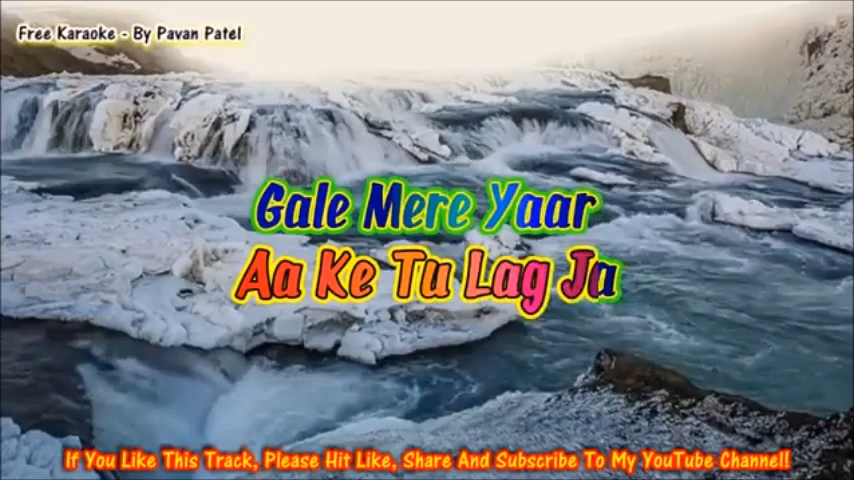 Free Karaoke - By Pavan Patel
Gale Mere Yaar
Aa Ke Tu Lag Ja
If You Like This Track, Please Hit Like, Share And Subscribe To My YouTube Channel!